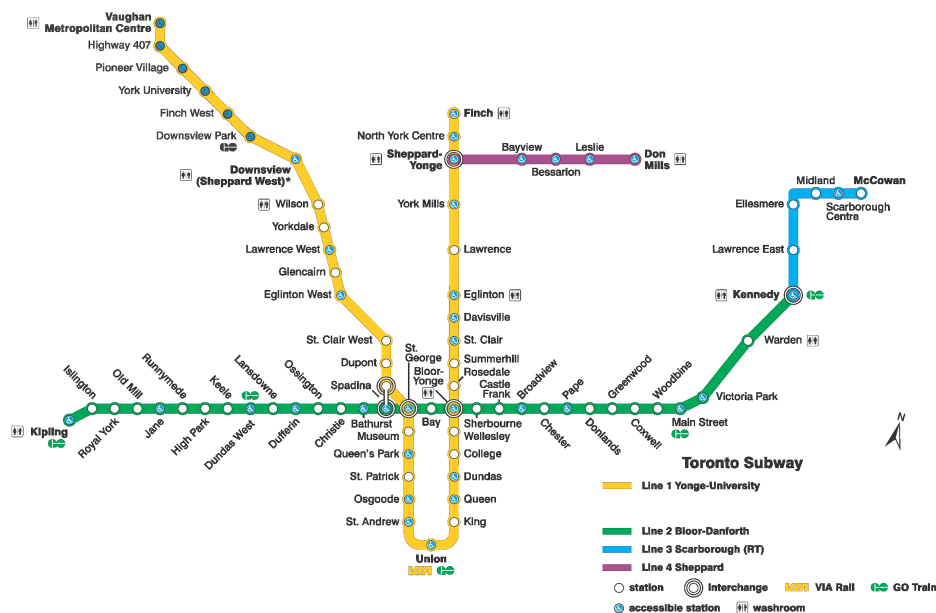 Vaughan
Metropolitan Centre
Highway 407
Pioneer Village
York University
Finch West
Downsview Park
Downsview
(Sheppard West)*
Wilson
Yorkdale
Lawrence West
Glencairn
Eglinton West
St. Clair West
Dupont
Spadina
St.
George
Bloor-
Yonge
Finch
North York Centre
Sheppard-
Yonge
Bayview
Leslie
Bessarion
Don
Mills
York Mills
Lawrence
Eglinton
Davisville
St. Clair
Summerhill
Rosedale
Midland
McCowan
Ellesmere
Scarborough
Centre
Lawrence East
Kennedy
Warden
Victoria Park
Main Street
Kipling
Islington
Royal York
Old Mill
Jane
Runnymede
High Park
Keele
Dundas West
Lansdowne
Dufferin
Ossington
Christie
Bathurst
Bay
Sherbourne
Castle
Frank
Broadview
Chester
Pape
Donlands
Greenwood
Coxwell
Woodbine
Museum
Queen's Park
St. Patrick
Osgoode
St. Andrew
Union
VIA
Wellesley
College
Dundas
Queen
King
N
Toronto Subway
Line 1 Yonge-University
Line 2 Bloor-Danforth
Line 3 Scarborough (RT)
Line 4 Sheppard
station
Interchange
VIA
VIA Rail
GO Train
accessible station
washroom